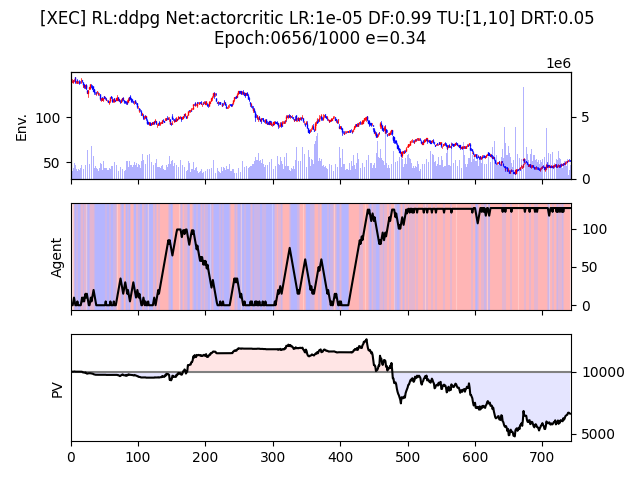 [XEC] RL:ddpg Net:actorcritic LR:1e-05 DF:0.99 TU:[1,10] DRT:0.05
Epoch:0656/1000 e=0.34
1e6
Env.
100
50
5
0
Agent
100
50
0
PV
10000
5000
0 100 200 300 400 500 600 700